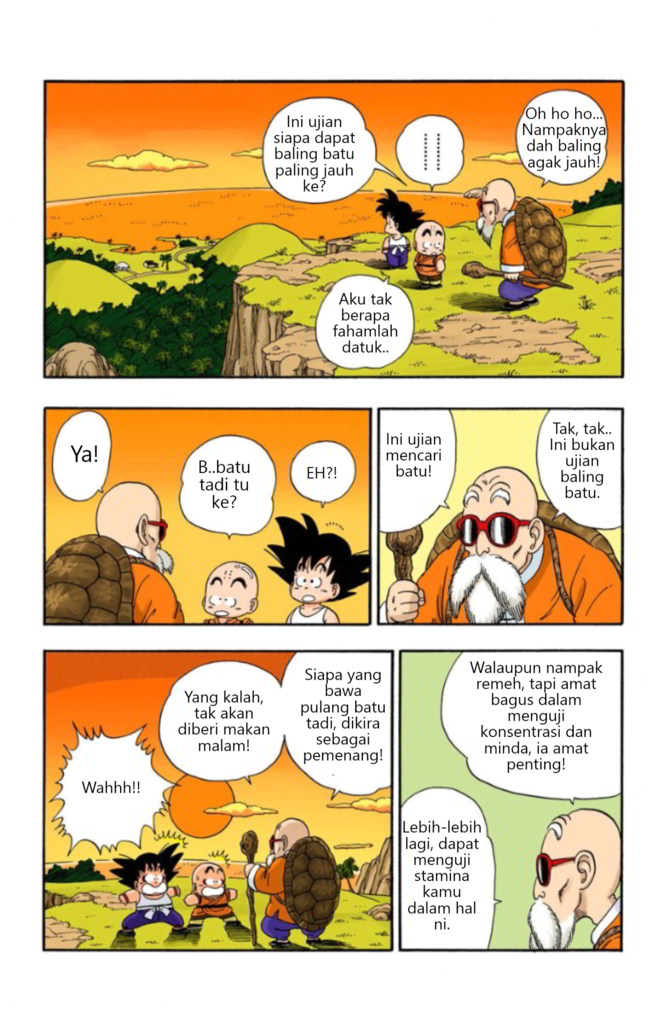 Oh ho ho...
Nampaknya
dah baling
agak jauh!
Ini ujian
siapa dapat
baling batu
paling jauh
ke?
Aku tak
berapa
fahamlah
datuk..
Tak, tak..
Ini bukan
ujian
baling
batu.
Ini ujian
mencari
batu!
EH?!
B..batu
tadi tu
ke?
Ya!
Walaupun nampak
remeh, tapi amat
bagus dalam
menguji
konsentrasi dan
minda, ia amat
penting!
Lebih-lebih
lagi, dapat
menguji
stamina
kamu
dalam hal
ni.
Siapa yang
bawa
pulang batu
tadi, dikira
sebagai
pemenang!
Yang kalah,
tak akan
diberi makan
malam!
Wahhh!!